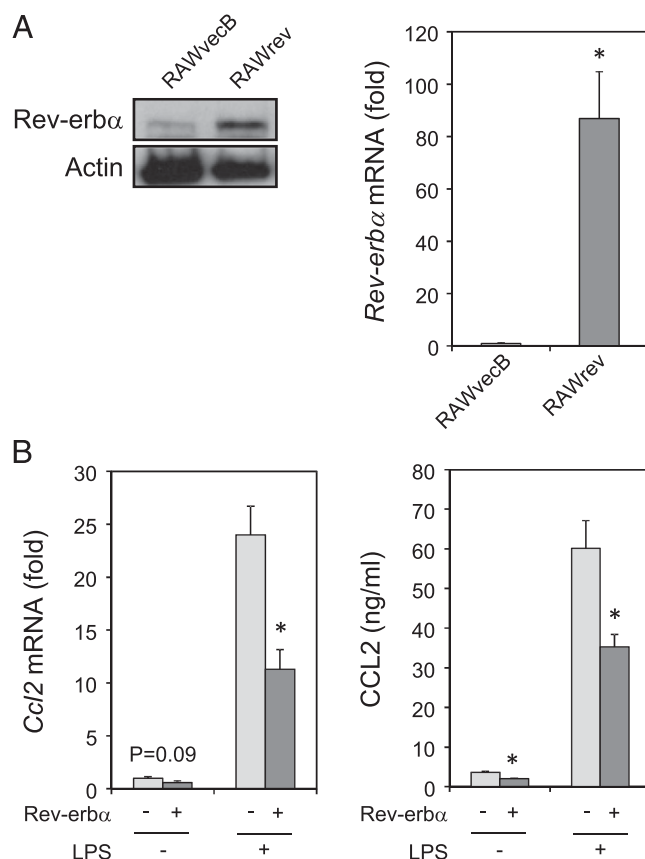 A
RAWvecB
RAWrev
Rev-erbα
Actin
Rev-erbα mRNA (fold)
120
100
80
60
40
20
0
*
RAWvecB
RAWrev
B
Ccl2 mRNA (fold)
30
25
20
15
10
5
0
P=0.09
*
Rev-erbα - + - +
LPS - +
CCL2 (ng/ml)
80
70
60
50
40
30
20
10
0
*
*
Rev-erbα - + - +
LPS - +